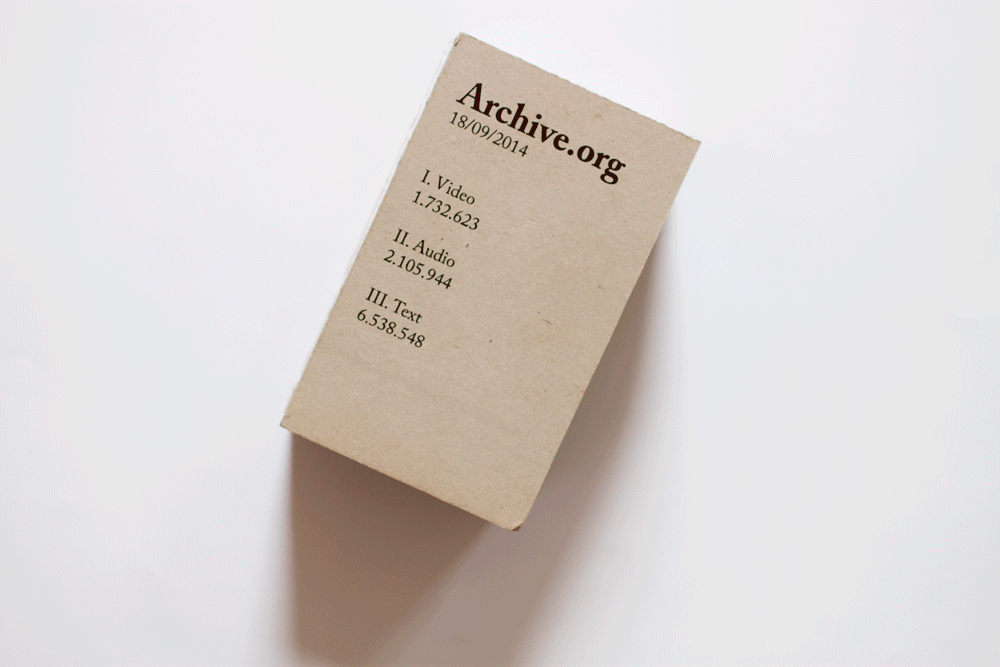 Archive.org
18/09/2014
I. Video
1.732.623
II. Audio
2.105.944
III. Text
6.538.548